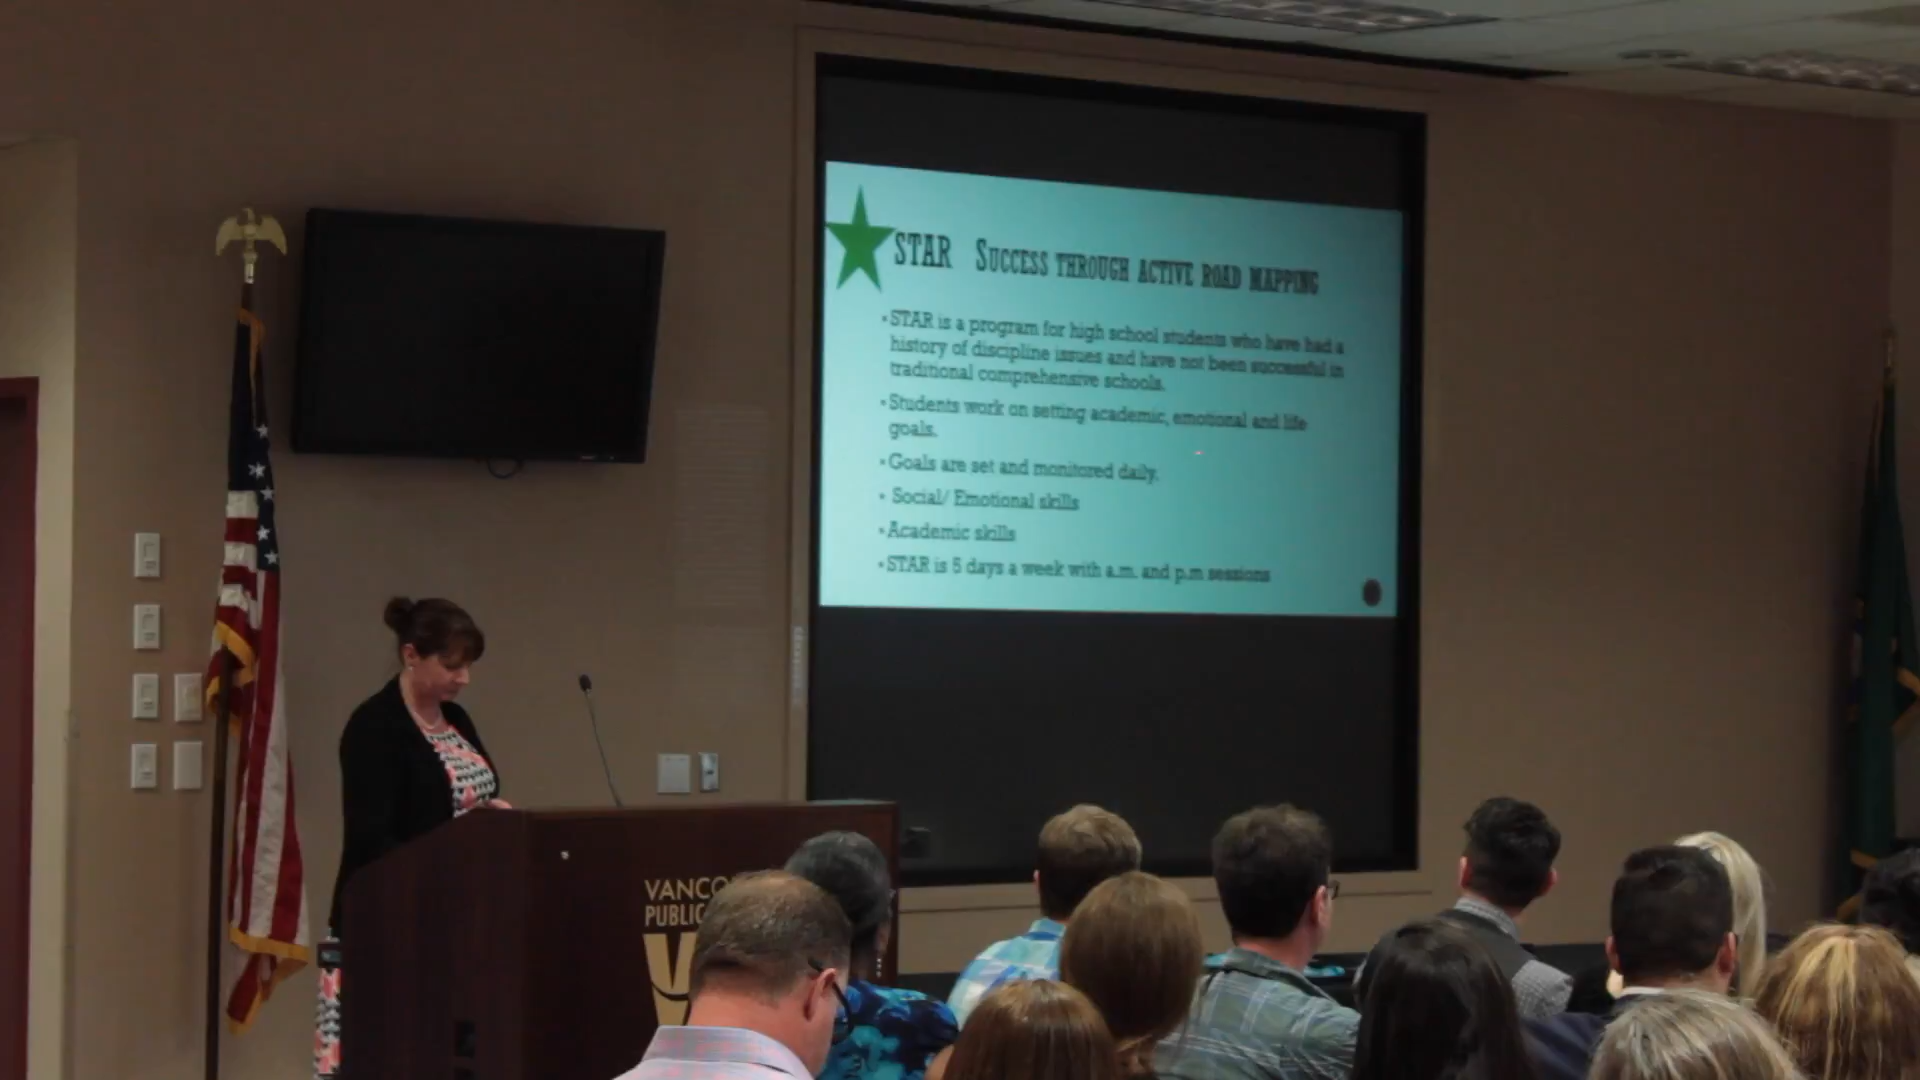 STAR Success through active road mapping
•STAR is a program for high school students who have had a
history of discipline issues and have not been successful in
traditional comprehensive schools.
•Students work on setting academic, emotional and life
goals.
•Goals are set and monitored daily.
• Social/ Emotional skills
•Academic skills
•STAR is 5 days a week with a.m. and p.m sessions
VANCO
PUBLIC